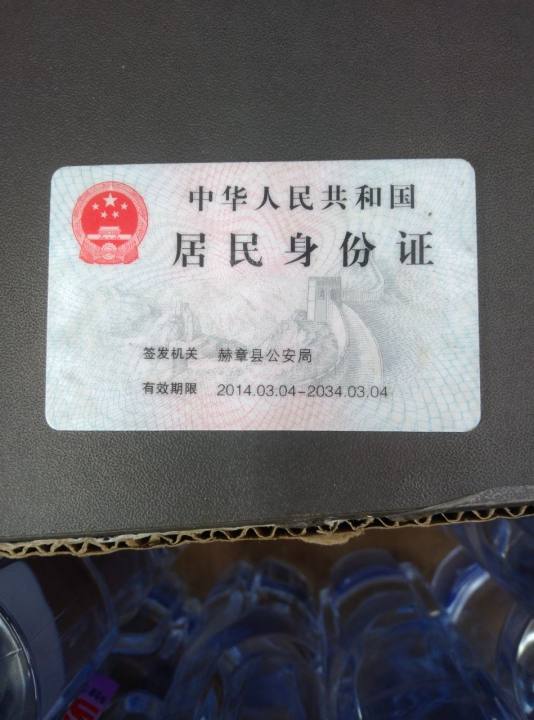 中华人民共和国
居民身份证
签发机关 赫章县公安局
有效期限 2014.03.04-2034.03.04